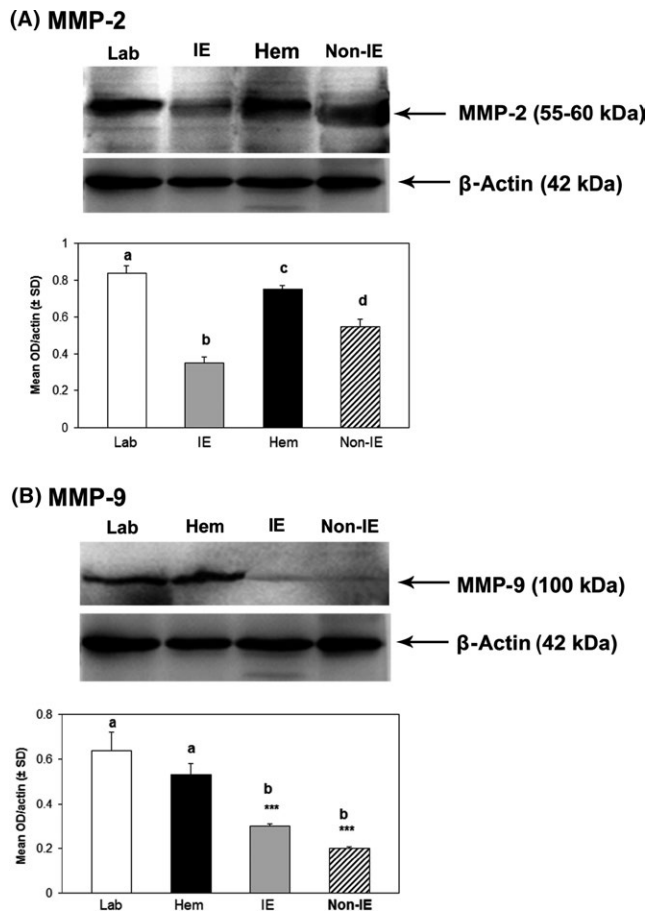 (A) MMP-2
Lab IE Hem Non-IE
MMP-2 (55-60 kDa)
β-Actin (42 kDa)
Mean OD/actin (± SD)
1
0.8
0.6
0.4
0.2
0
a
b
c
d
Lab IE Hem Non-IE
(B) MMP-9
Lab Hem IE Non-IE
MMP-9 (100 kDa)
β-Actin (42 kDa)
Mean OD/actin (± SD)
0.8
0.6
0.4
0.2
0
a
a
b
***
b
***
Lab Hem IE Non-IE